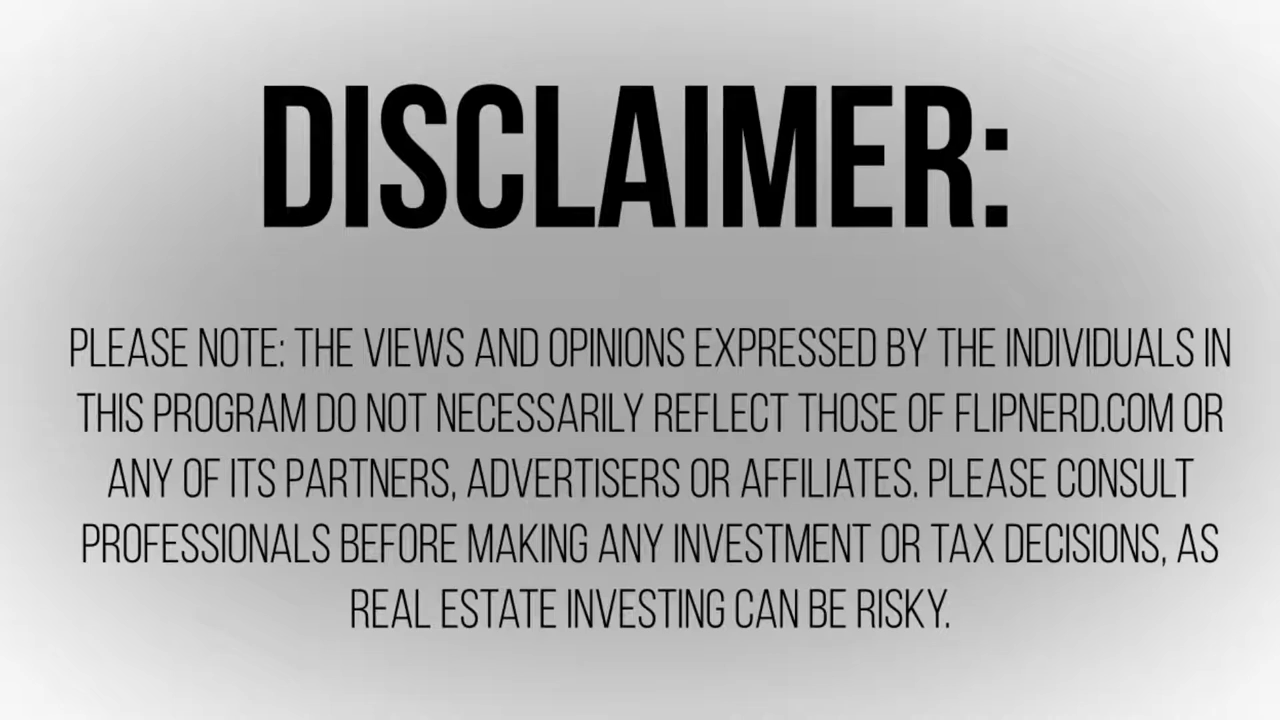 DISCLAIMER:
PLEASE NOTE: THE VIEWS AND OPINIONS EXPRESSED BY THE INDIVIDUALS IN
THIS PROGRAM DO NOT NECESSARILY REFLECT THOSE OF FLIPNERD.COM OR
ANY OF ITS PARTNERS, ADVERTISERS OR AFFILIATES. PLEASE CONSULT
PROFESSIONALS BEFORE MAKING ANY INVESTMENT OR TAX DECISIONS, AS
REAL ESTATE INVESTING CAN BE RISKY.